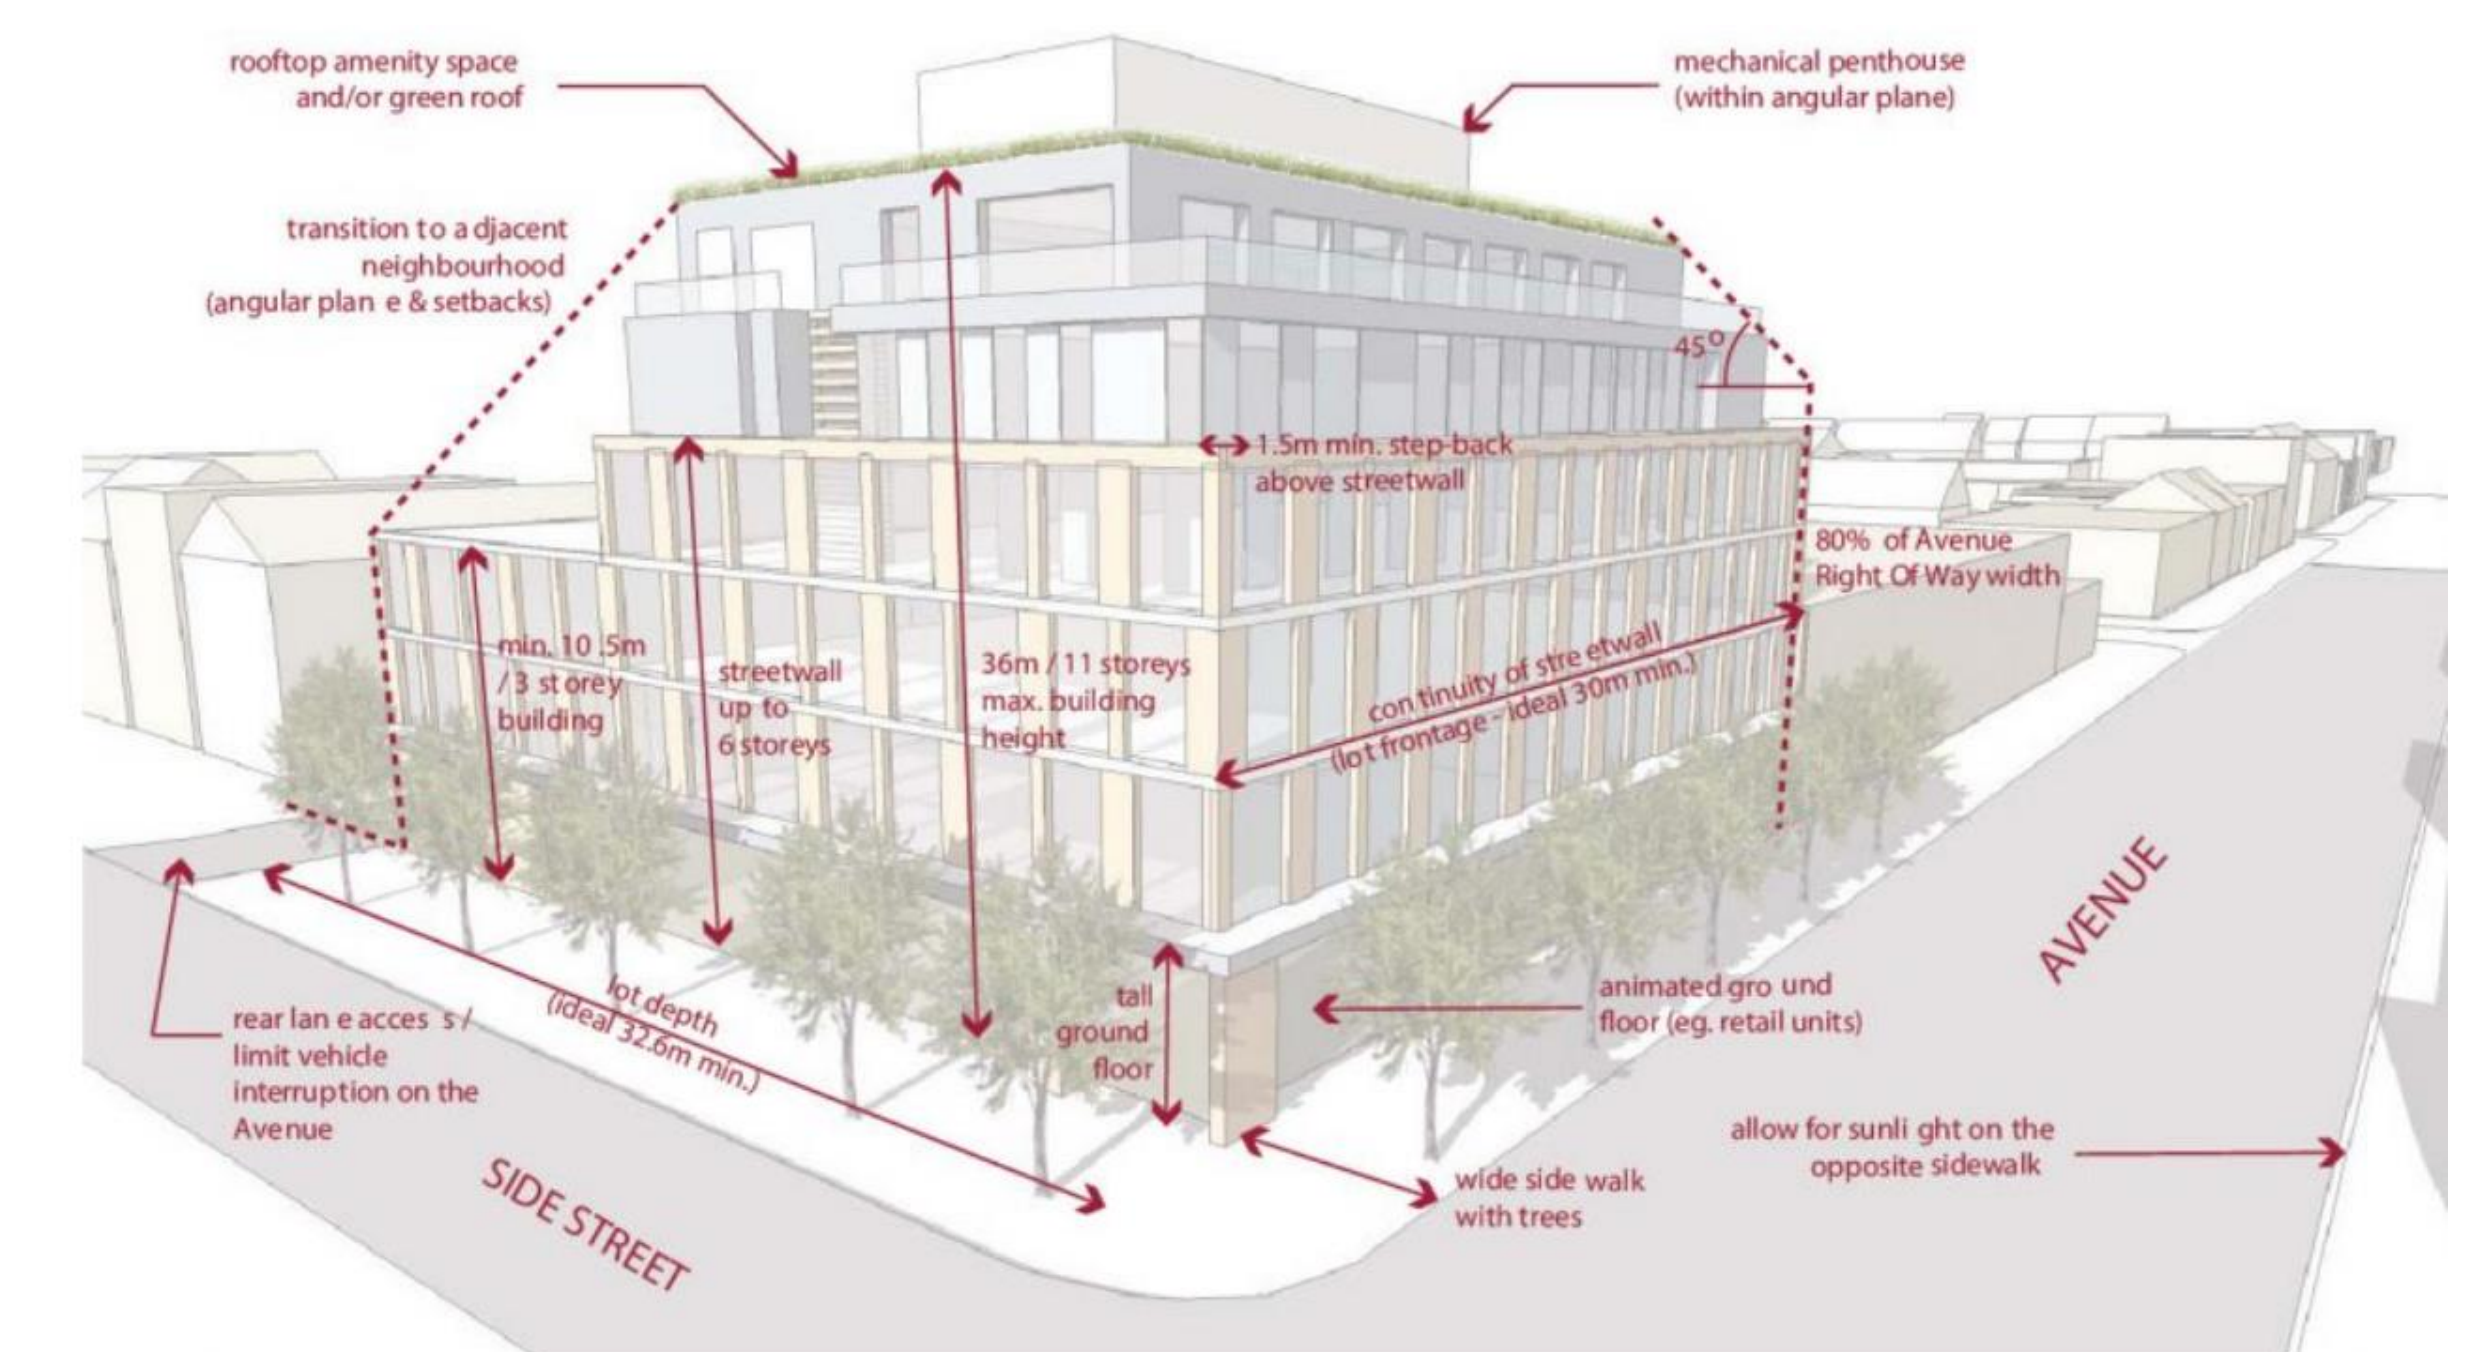 rooftop amenity space
and/or green roof
mechanical penthouse
(within angular plane)
transition to adjacent
neighbourhood
(angular plan e & setbacks)
45º
1.5m min. step-back
above streetwall
80% of Avenue
Right Of Way width
min. 10 .5m
/ 3 st orey
building
streetwall
up to
6 storeys
36m / 11 storeys
max. building
height
con tinuity of stre etwall
(lot frontage - ideal 30m min.)
tall
ground
floor
animated gro und
floor (eg. retail units)
AVENUE
lot depth
(ideal 32.6m min.)
rear lan e acces s /
limit vehicle
interruption on the
Avenue
SIDE STREET
wide side walk
with trees
allow for sunli ght on the
opposite sidewalk